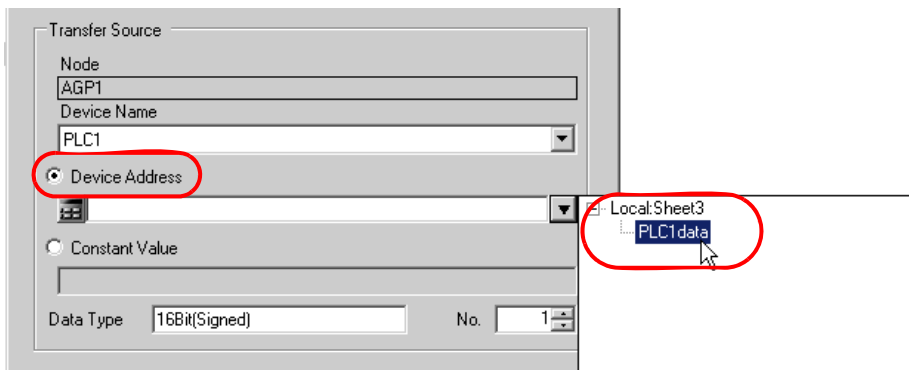 Transfer Source
Node
AGP1
Device Name
PLC1
Device Address
Local:Sheet3
PLC1data
Constant Value
Data Type 16Bit(Signed) No. 1